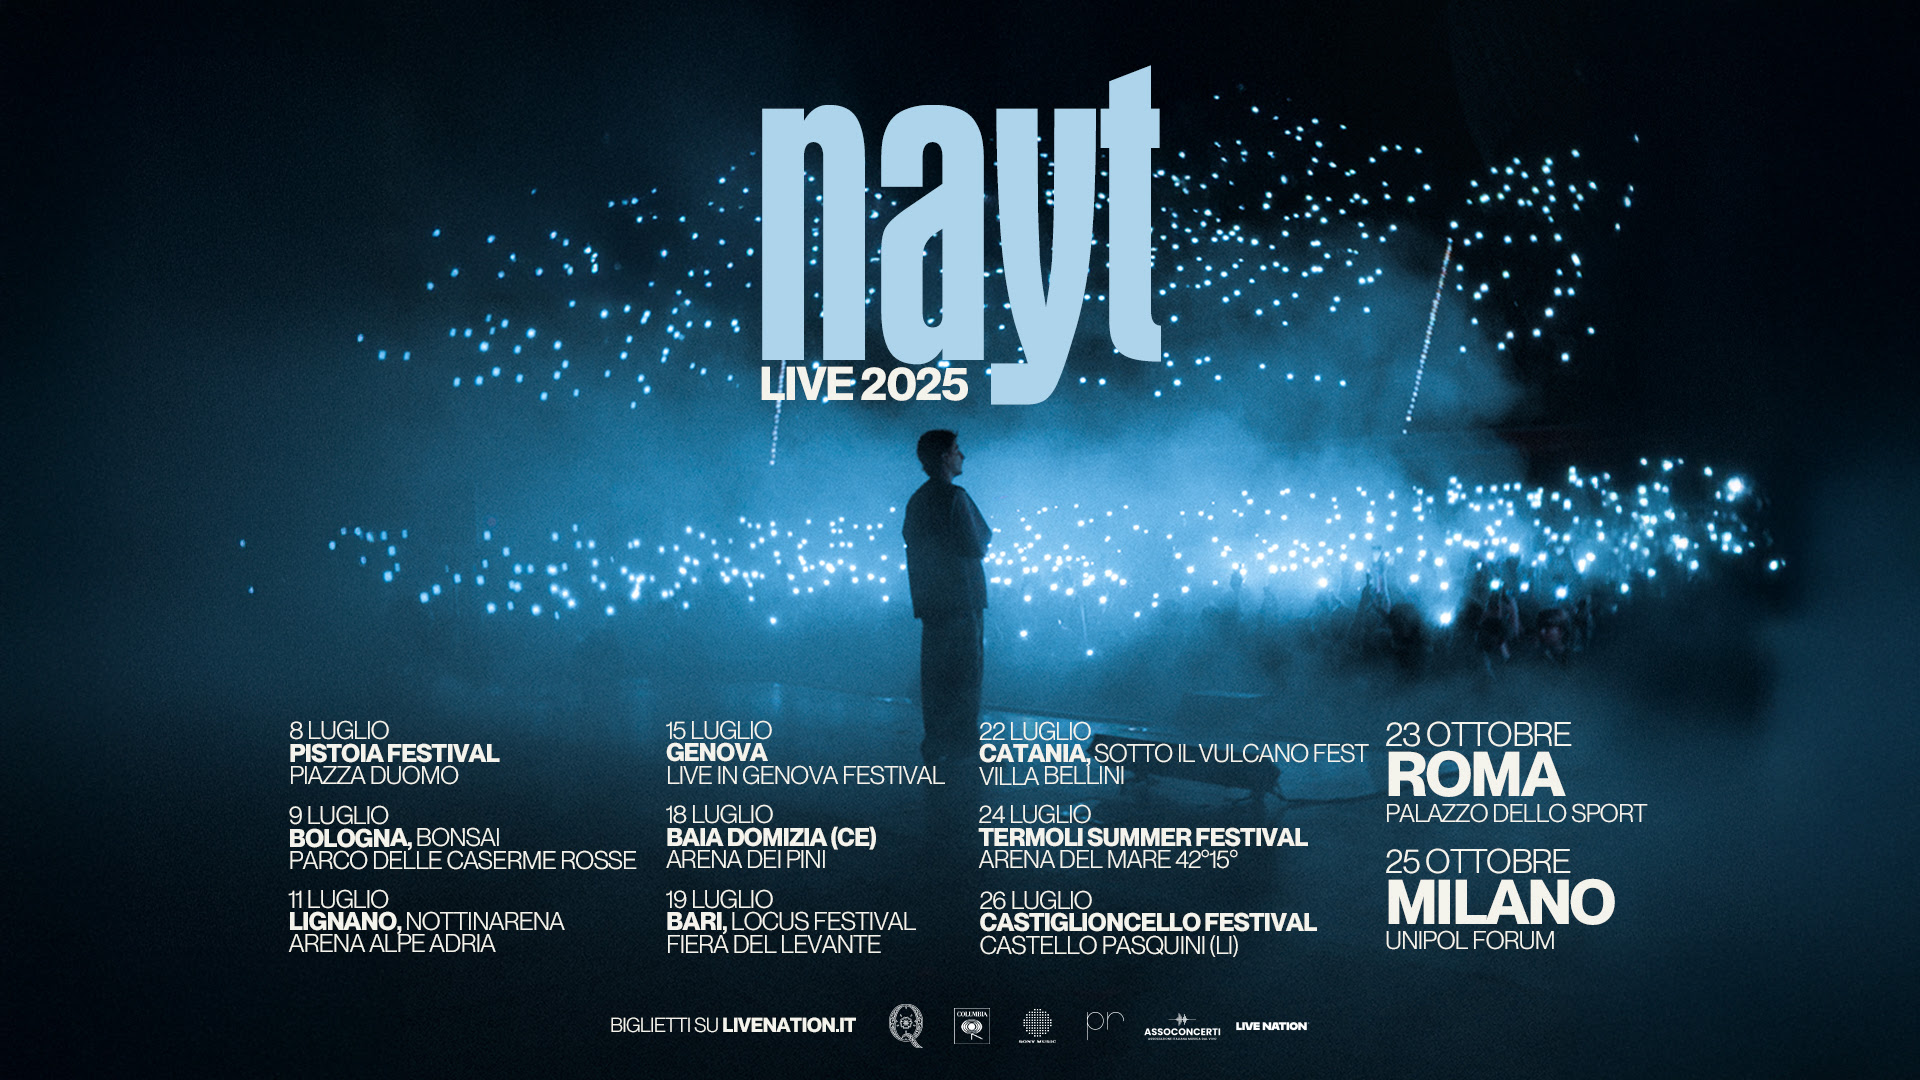 nayt
LIVE 2025
8 LUGLIO
PISTOIA FESTIVAL
PIAZZA DUOMO
9 LUGLIO
BOLOGNA, BONSAI
PARCO DELLE CASERME ROSSE
11 LUGLIO
LIGNANO, NOTTINARENA
ARENA ALPE ADRIA
15 LUGLIO
GENOVA
LIVE IN GENOVA FESTIVAL
18 LUGLIO
BAIA DOMIZIA (CE)
ARENA DEI PINI
19 LUGLIO
BARI, LOCUS FESTIVAL
FIERA DEL LEVANTE
22 LUGLIO
CATANIA, SOTTO IL VULCANO FEST
VILLA BELLINI
24 LUGLIO
TERMOLI SUMMER FESTIVAL
ARENA DEL MARE 42°15°
26 LUGLIO
CASTIGLIONCELLO FESTIVAL
CASTELLO PASQUINI (LI)
23 OTTOBRE
ROMA
PALAZZO DELLO SPORT
25 OTTOBRE
MILANO
UNIPOL FORUM
BIGLIETTI SU LIVENATION.IT
COLUMBIA
SONY MUSIC
pr
ASSOCONCERTI
LIVE NATION